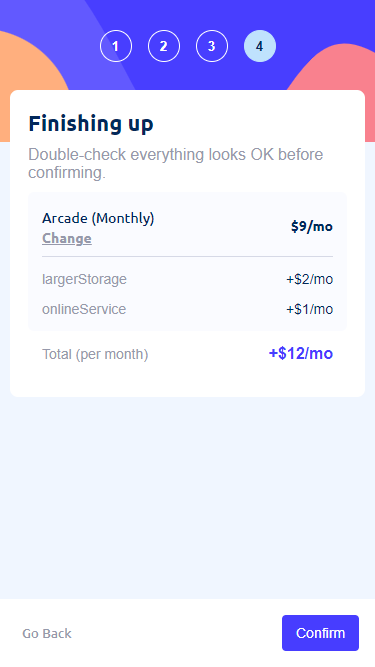 1 2 3 4
Finishing up
Double-check everything looks OK before
confirming.
Arcade (Monthly)
$9/mo
Change
largerStorage +$2/mo
onlineService +$1/mo
Total (per month) +$12/mo
Go Back Confirm